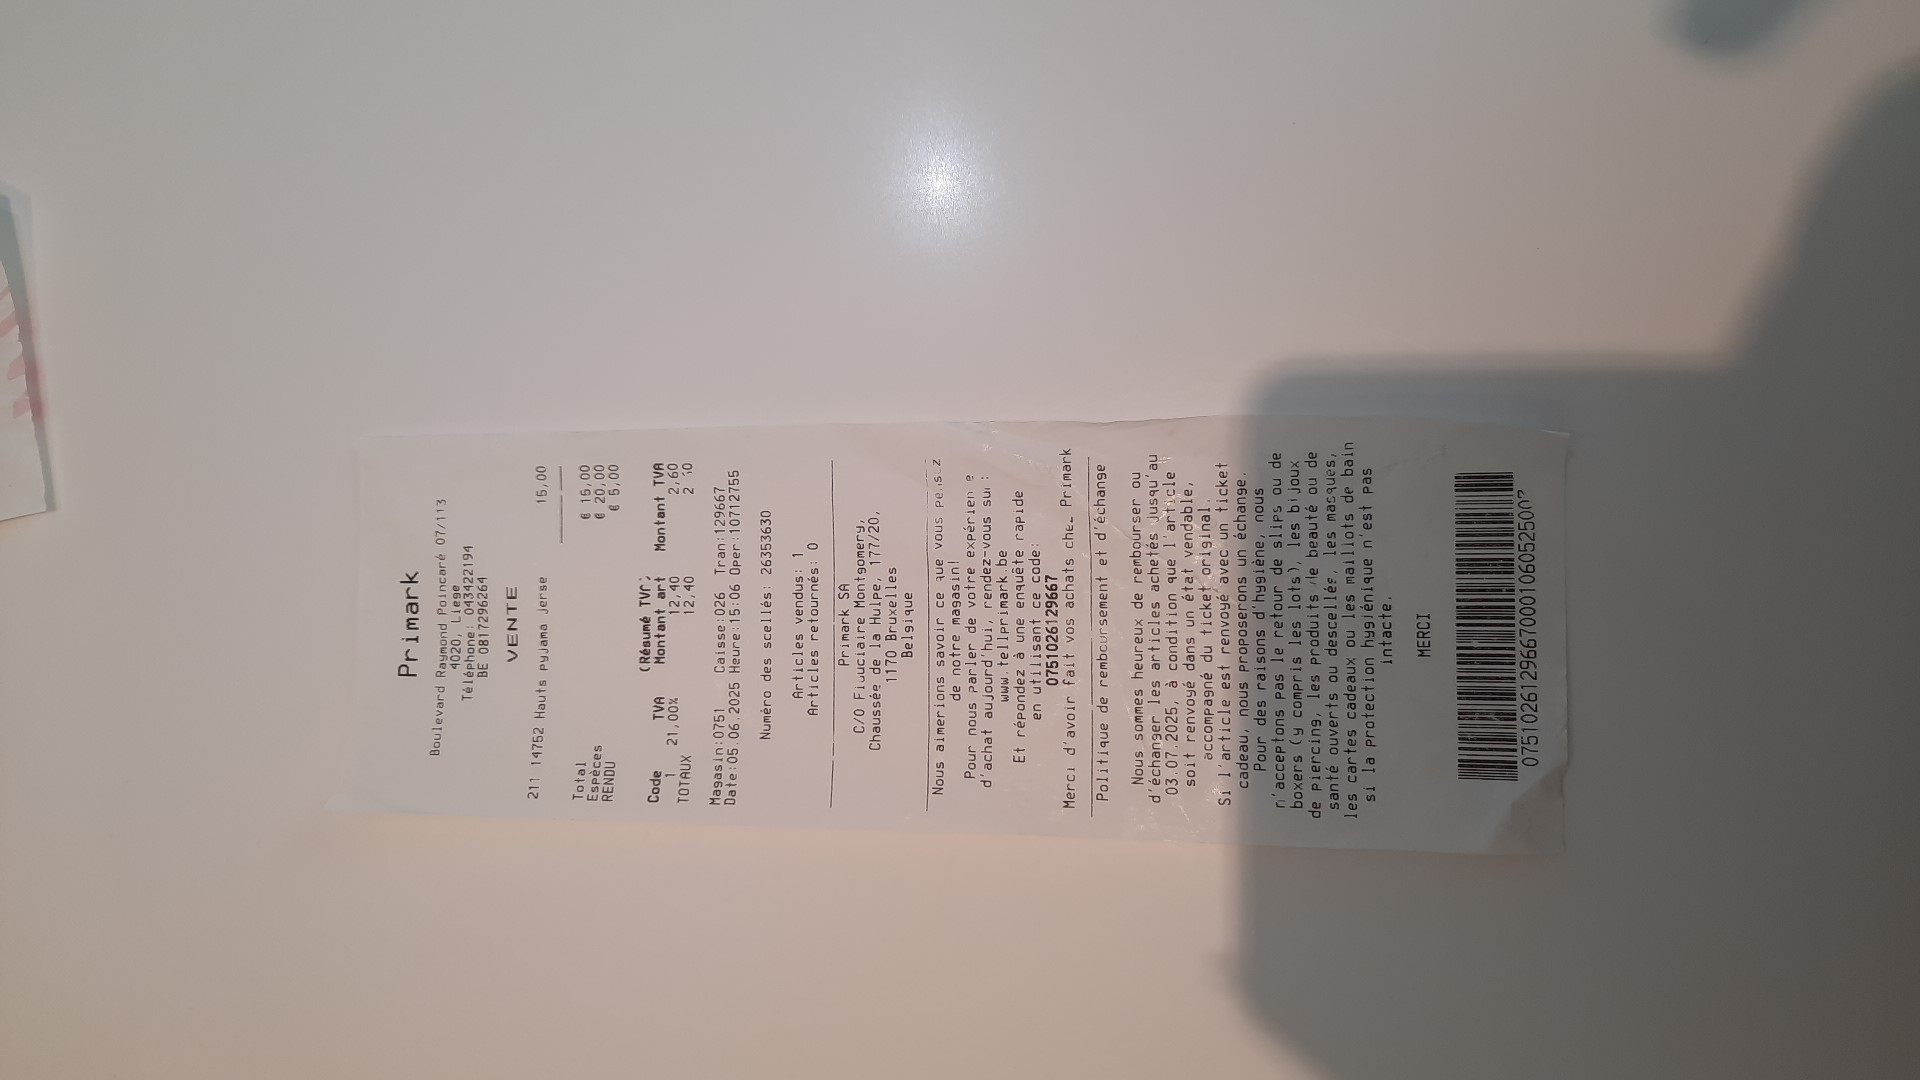 Primark
Boulevard Raymond Poincaré 07/113
4020, Liege
Téléphone: 043422194
BE 0817296264
VENTE
211 14752 Hauts pyjama Jerse 15,00
Total € 15,00
Espèces € 20,00
RENDU € 5,00
(Résumé
Code TVA Montant art Montant TVA
1 21,00% 12,40 2,60
TOTAUX 12,40
Magasin:0751 Caisse:026 Tran:129667
Date:05.06.2025 Heure:15:06 Oper:10712755
Numéro des scellés: 26353630
Articles vendus: 1
Articles retournés: 0
Primark SA
C/O Fiduciaire Montgomery,
Chaussée de la Hulpe, 177/20,
1170 Bruxelles
Belgique
Nous aimerions savoir ce que vous pensez
de notre magasin!
Pour nous parler de votre expérience
d'achat aujourd'hui, rendez-vous sur :
www.tellprimark.be
Et répondez à une enquête rapide
en utilisant ce code:
0751026129667
Merci d'avoir fait vos achats chez Primark
Politique de remboursement et d'échange
Nous sommes heureux de rembourser ou
d'échanger les articles achetés jusqu'au
03.07.2025, à condition que l'article
soit renvoyé dans un état vendable,
accompagné du ticket original.
Si l'article est renvoyé avec un ticket
cadeau, nous proposerons un échange.
Pour des raisons d'hygiène, nous
n'acceptons pas le retour de slips ou de
boxers (y compris les lots), les bijoux
de piercing, les produits de beauté ou de
santé ouverts ou descellés, les masques,
les cartes cadeaux ou les maillots de bain
si la protection hygiénique n'est pas
intacte.
MERCI